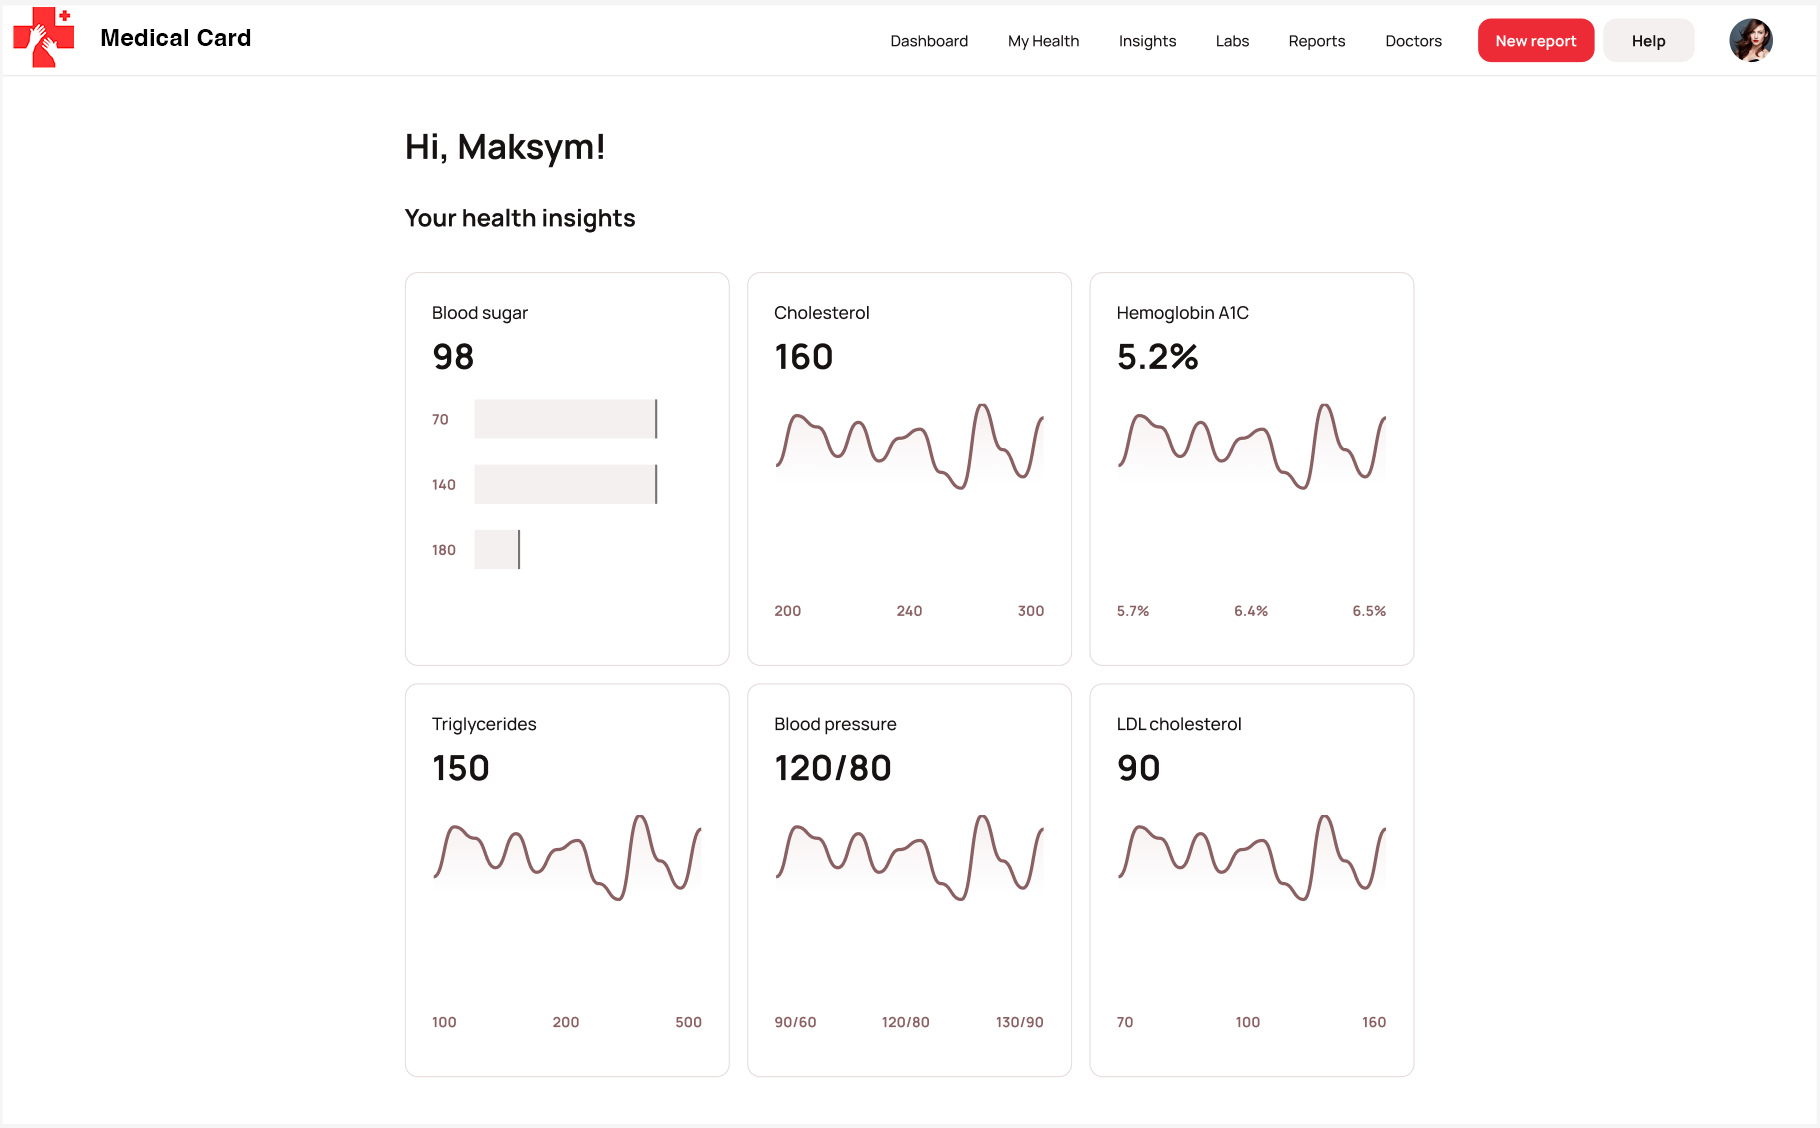 Medical Card
Dashboard My Health Insights Labs Reports Doctors New report Help
Hi, Maksym!
Your health insights
Blood sugar
98
70
140
180
Cholesterol
160
200 240 300
Hemoglobin A1C
5.2%
5.7% 6.4% 6.5%
Triglycerides
150
100 200 500
Blood pressure
120/80
90/60 120/80 130/90
LDL cholesterol
90
70 100 160